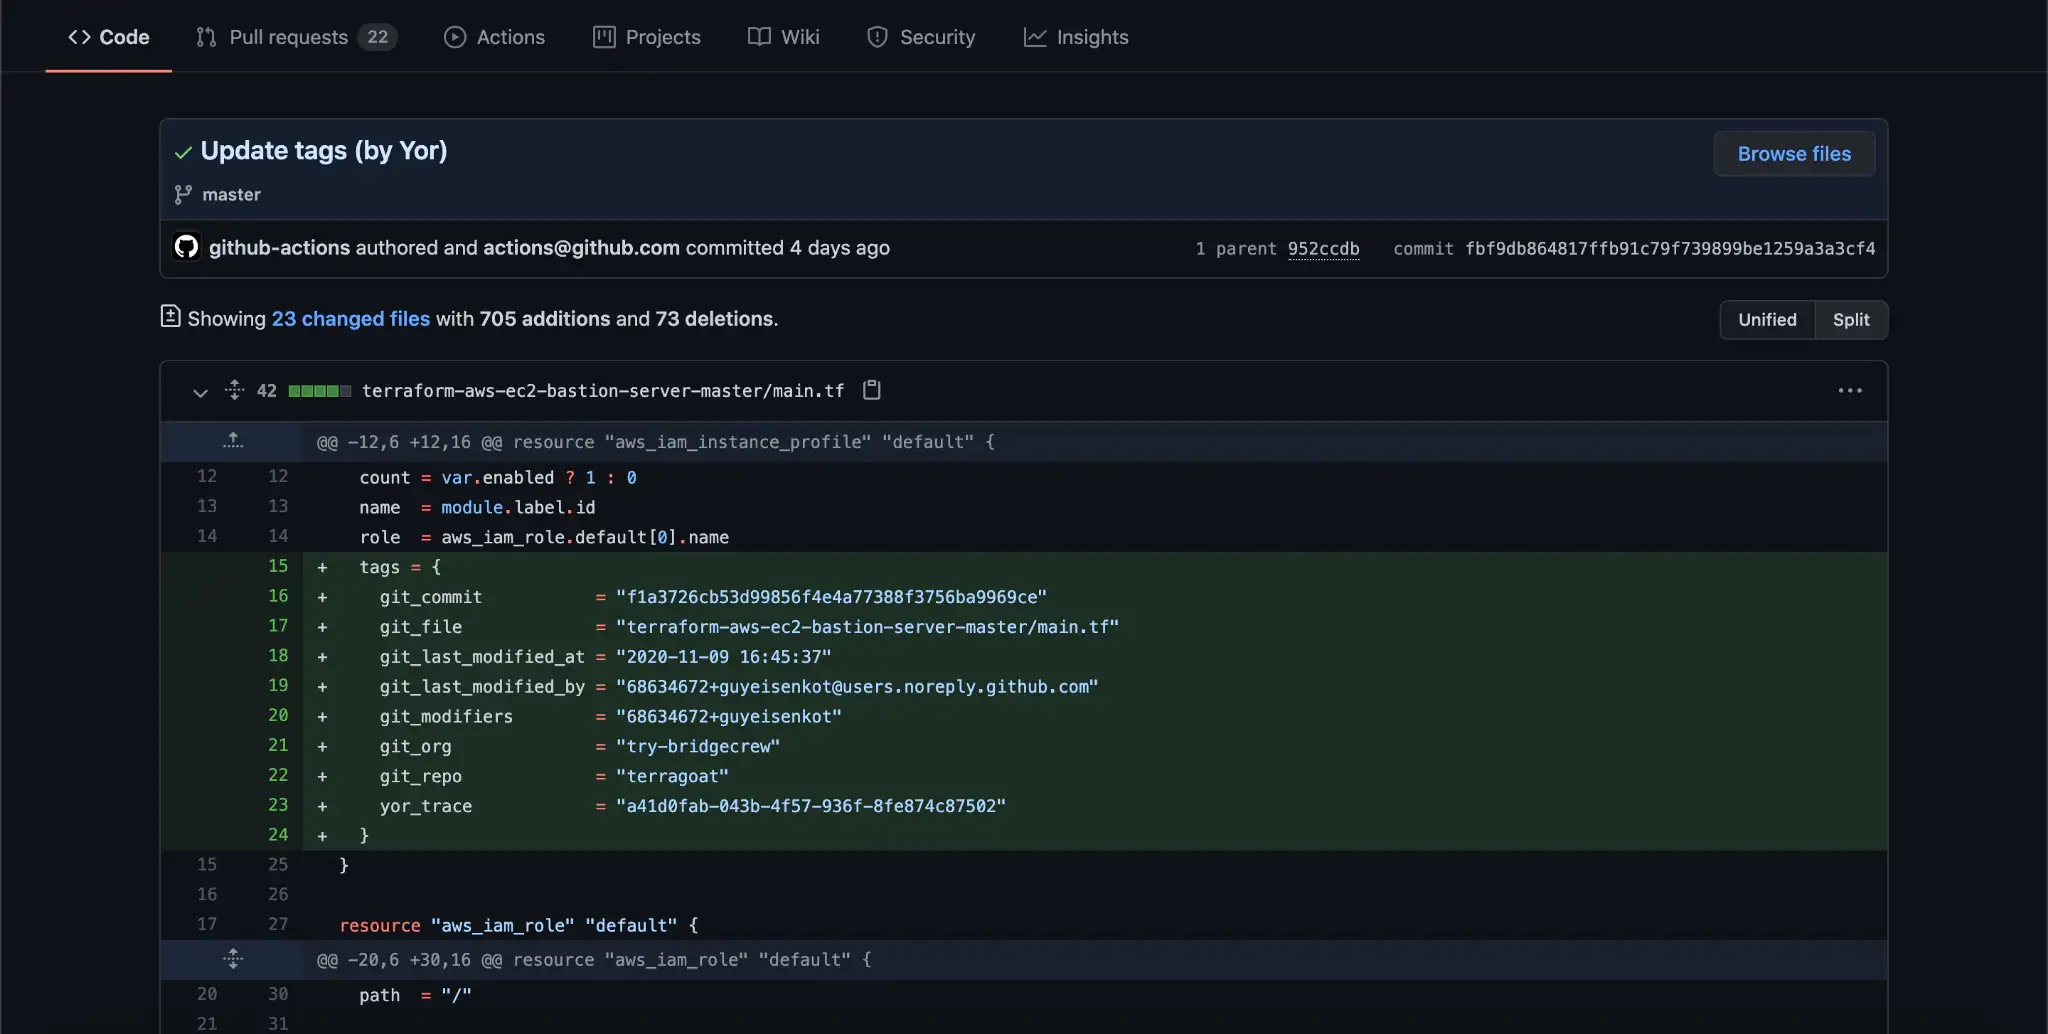 Code Pull requests 22 Actions Projects Wiki Security Insights
Update tags (by Yor)
Browse files
master
github-actions authored and actions@github.com committed 4 days ago 1 parent 952ccdb commit fbf9db864817ffb91c79f739899be1259a3a3cf4
Showing 23 changed files with 705 additions and 73 deletions.
Unified Split
42 terraform-aws-ec2-bastion-server-master/main.tf ...
@@ -12,6 +12,16 @@ resource "aws_iam_instance_profile" "default" {
12 12 count = var.enabled ? 1 : 0
13 13 name = module.label.id
14 14 role = aws_iam_role.default[0].name
15 + tags = {
16 + git_commit = "f1a3726cb53d99856f4e4a77388f3756ba9969ce"
17 + git_file = "terraform-aws-ec2-bastion-server-master/main.tf"
18 + git_last_modified_at = "2020-11-09 16:45:37"
19 + git_last_modified_by = "68634672+guyeisenkot@users.noreply.github.com"
20 + git_modifiers = "68634672+guyeisenkot"
21 + git_org = "try-bridgecrew"
22 + git_repo = "terragoat"
23 + yor_trace = "a41d0fab-043b-4f57-936f-8fe874c87502"
24 + }
15 25 }
16 26
17 27 resource "aws_iam_role" "default" {
@@ -20,6 +30,16 @@ resource "aws_iam_role" "default" {
20 30 path = "/"
21 31